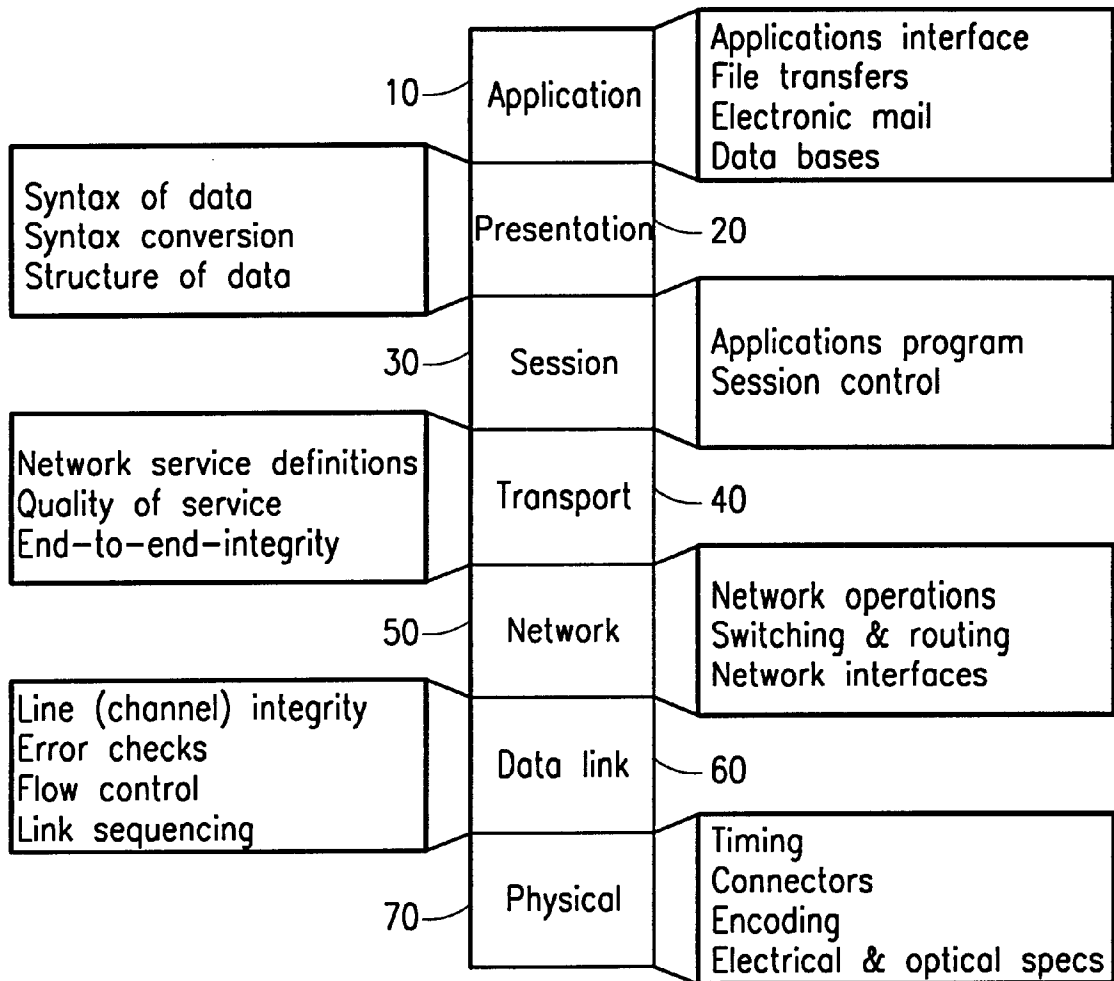 10
Application
Applications interface
File transfers
Electronic mail
Data bases
Syntax of data
Syntax conversion
Structure of data
Presentation
20
30
Session
Applications program
Session control
Network service definitions
Quality of service
End-to-end-integrity
Transport
40
50
Network
Network operations
Switching & routing
Network interfaces
Line (channel) integrity
Error checks
Flow control
Link sequencing
Data link
60
70
Physical
Timing
Connectors
Encoding
Electrical & optical specs